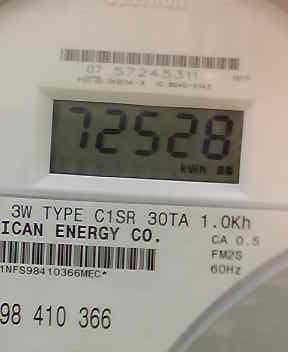 07 57245311
72528
kWh
3W TYPE C1SR 30TA 1.0Kh
ICAN ENERGY CO.
CA 0.5
FM2S
60Hz
1NFS98410366MEC*
98 410 366